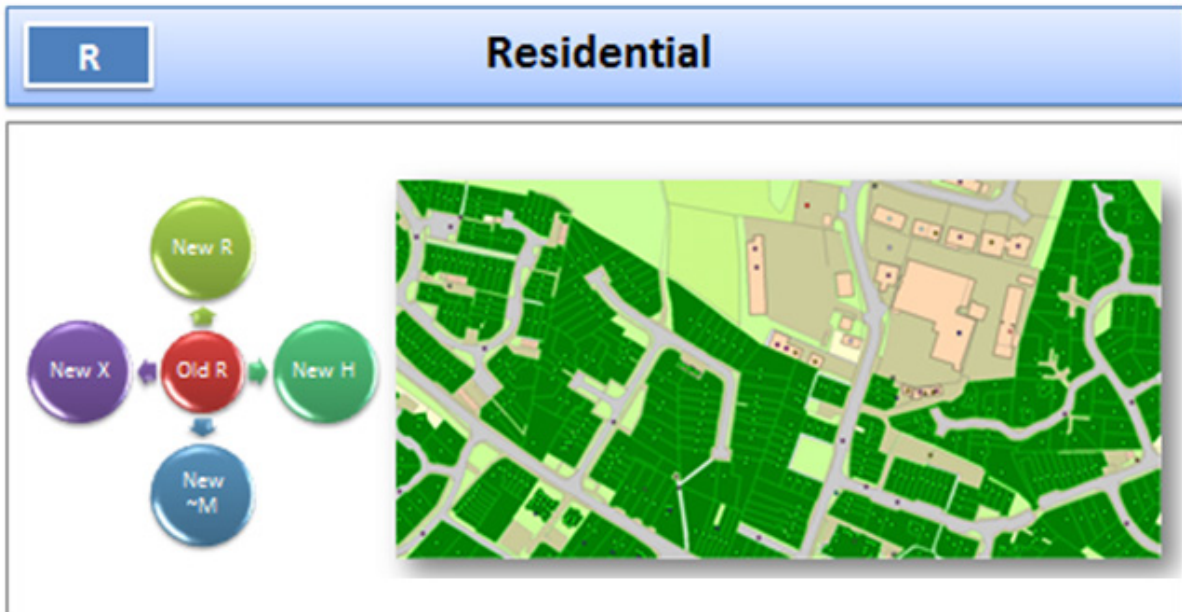 R
Residential
New R
New X
Old R
New H
New
~M